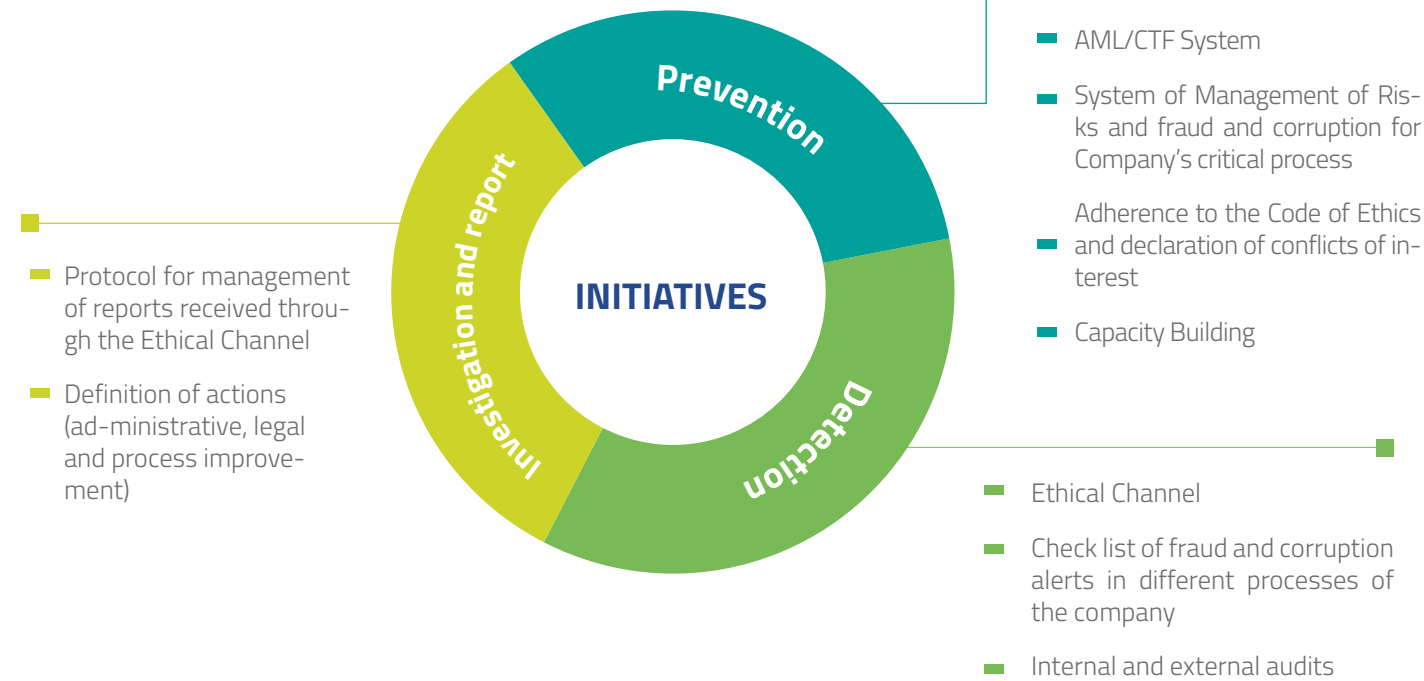 Prevention
Investigation and report
Detection
INITIATIVES
AML/CTF System
System of Management of Ris-
ks and fraud and corruption for
Company's critical process
Adherence to the Code of Ethics
and declaration of conflicts of in-
terest
Capacity Building
Protocol for management
of reports received throu-
gh the Ethical Channel
Definition of actions
(ad-ministrative, legal
and process improve-
ment)
Ethical Channel
Check list of fraud and corruption
alerts in different processes of
the company
Internal and external audits